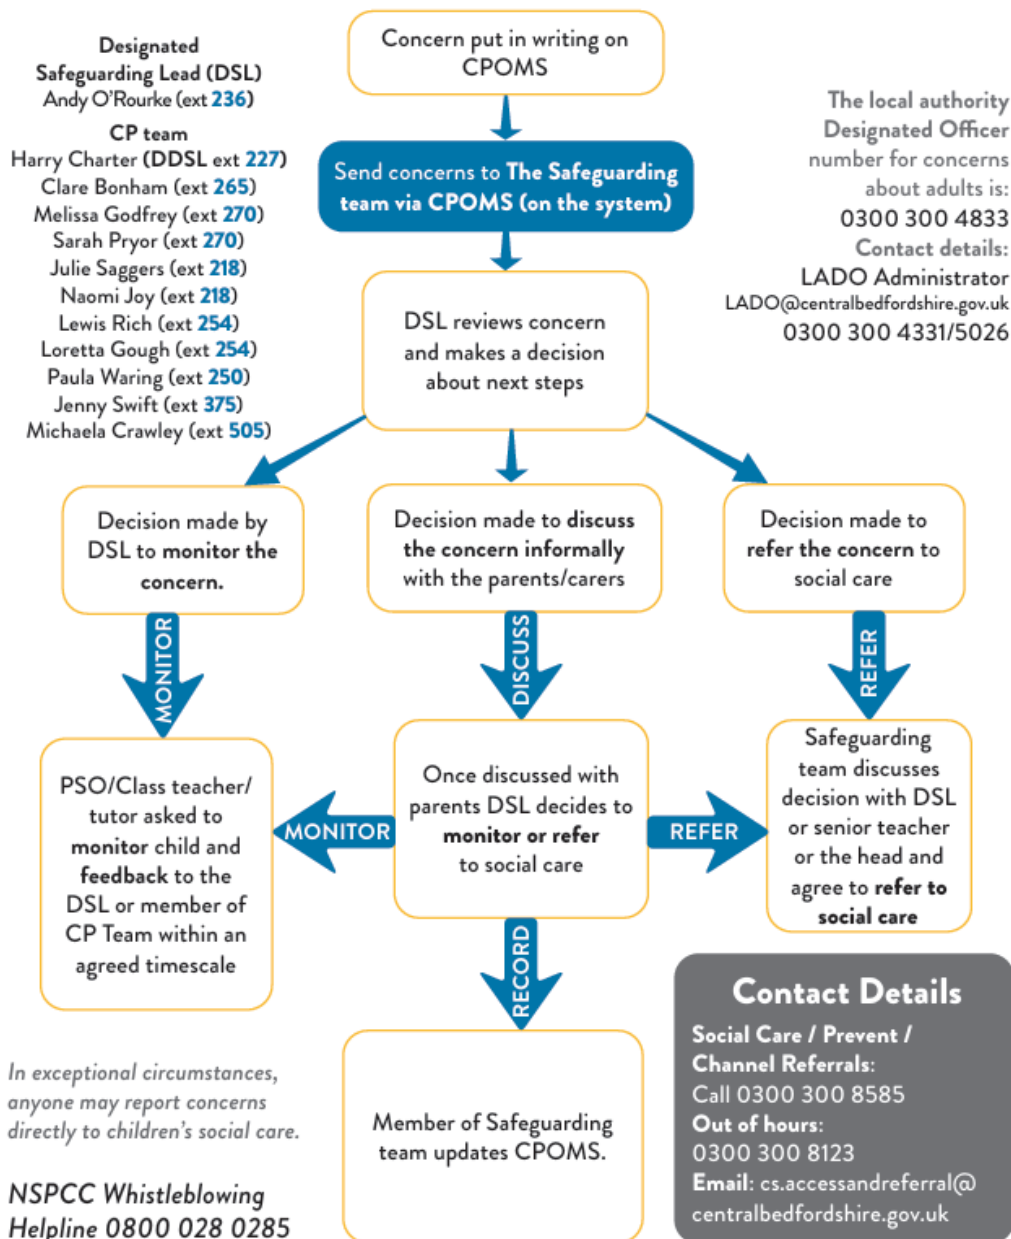 Designated
Safeguarding Lead (DSL)
Andy O'Rourke (ext 236)
CP team
Harry Charter (DDSL ext 227)
Clare Bonham (ext 265)
Melissa Godfrey (ext 270)
Sarah Pryor (ext 270)
Julie Saggers (ext 218)
Naomi Joy (ext 218)
Lewis Rich (ext 254)
Loretta Gough (ext 254)
Paula Waring (ext 250)
Jenny Swift (ext 375)
Michaela Crawley (ext 505)
Concern put in writing on
CPOMS
Send concerns to The Safeguarding
team via CPOMS (on the system)
The local authority
Designated Officer
number for concerns
about adults is:
0300 300 4833
Contact details:
LADO Administrator
LADO@centralbedfordshire.gov.uk
0300 300 4331/5026
DSL reviews concern
and makes a decision
about next steps
Decision made by
DSL to monitor the
concern.
Decision made to discuss
the concern informally
with the parents/carers
Decision made to
refer the concern to
social care
MONITOR
DISCUSS
REFER
PSO/Class teacher/
tutor asked to
monitor child and
feedback to the
DSL or member of
CP Team within an
agreed timescale
MONITOR
Once discussed with
parents DSL decides to
monitor or refer
to social care
REFER
Safeguarding
team discusses
decision with DSL
or senior teacher
or the head and
agree to refer to
social care
RECORD
Member of Safeguarding
team updates CPOMS.
In exceptional circumstances,
anyone may report concerns
directly to children's social care.
NSPCC Whistleblowing
Helpline 0800 028 0285
Contact Details
Social Care / Prevent /
Channel Referrals:
Call 0300 300 8585
Out of hours:
0300 300 8123
Email: cs.accessandreferral@
centralbedfordshire.gov.uk